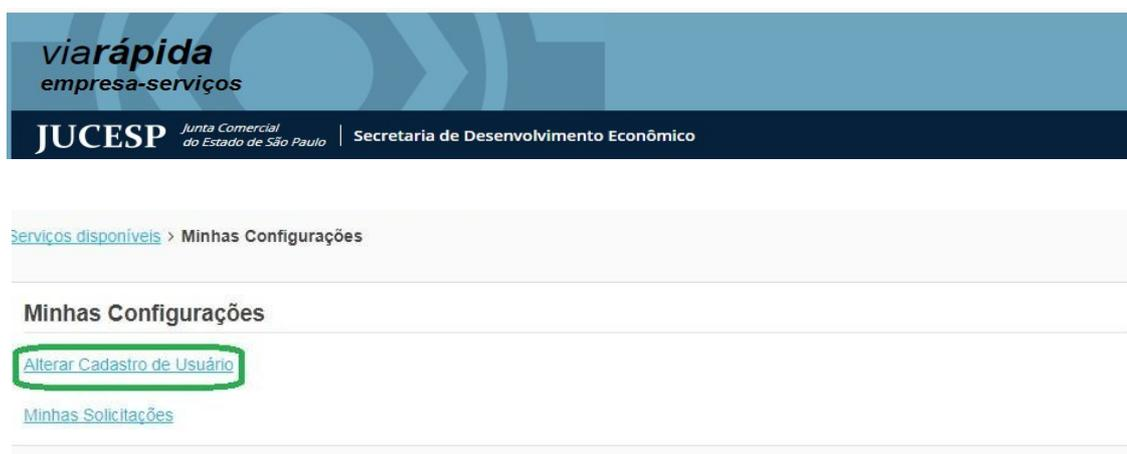 viarápida
empresa-serviços
JUCESP Junta Comercial do Estado de São Paulo | Secretaria de Desenvolvimento Econômico
Serviços disponíveis > Minhas Configurações
Minhas Configurações
Alterar Cadastro de Usuário
Minhas Solicitações